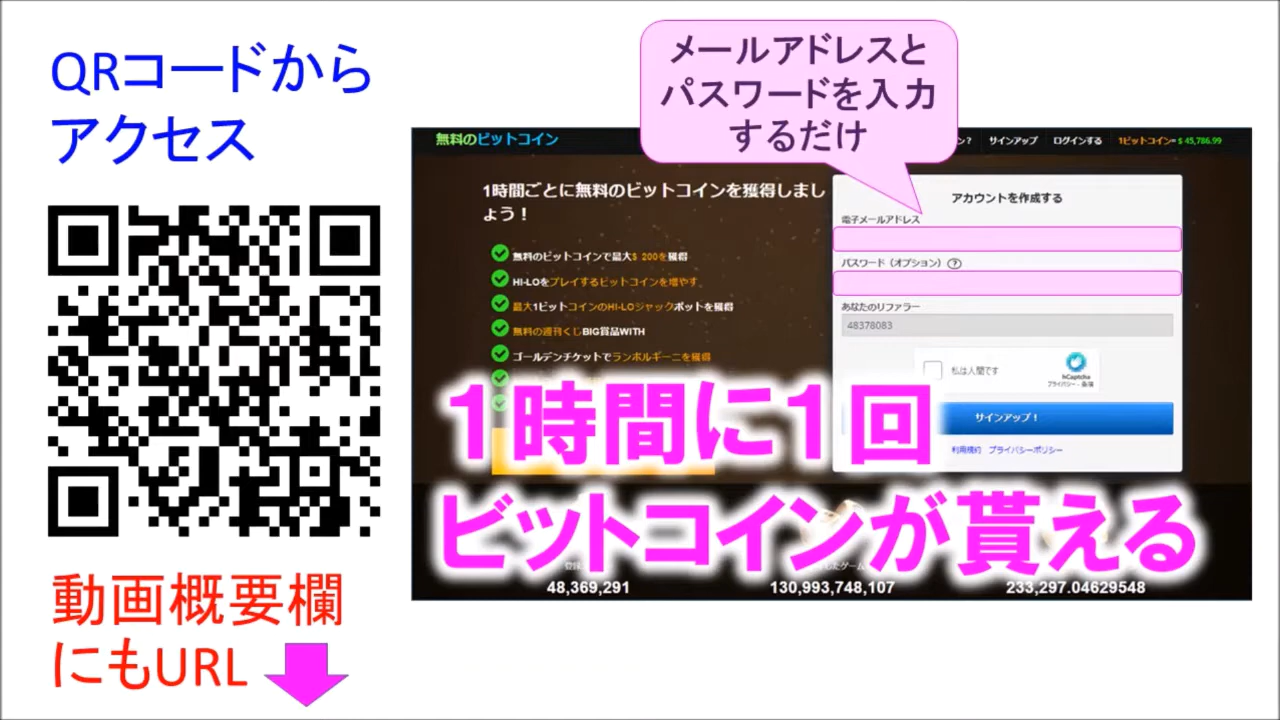 QRコードから
アクセス
メールアドレスと
パスワードを入力
するだけ
無料のビットコイン
ン?
サインアップ
ログインする
1ビットコイン=$ 45,786.99
1時間ごとに無料のビットコインを獲得しまし
ょう!
無料のビットコインで最大$ 200を獲得
HI-LOをプレイするビットコインを増やす
最大1ビットコインのHI-LOジャックポットを獲得
無料の週刊くじBIG賞品WITH
ゴールデンチケットでランボルギーニを獲得
アカウントを作成する
電子メールアドレス
パスワード(オプション) ?
あなたのリファラー
48378083
私は人間です
hCaptcha
プライバシー - 条項
サインアップ!
利用規約 プライバシーポリシー
1時間に1回
ビットコインが貰える
48,369,291
130,993,748,107
233,297.04629548
動画概要欄
にもURL